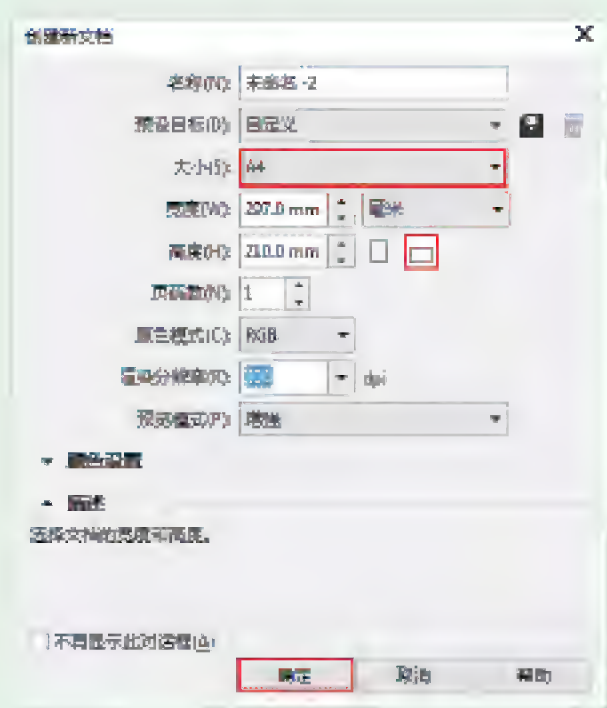 创建新文档
名称(N): 未命名 -2
预设目标(D): 自定义
大小(S): A4
宽度(W): 297.0 mm 毫米
高度(H): 210.0 mm
页码数(N): 1
原色模式(C): RGB
渲染分辨率(R): dpi
预览模式(P): 增强
颜色设置
描述
选择文档的宽度和高度。
不再显示此对话框(A)
确定 取消 帮助